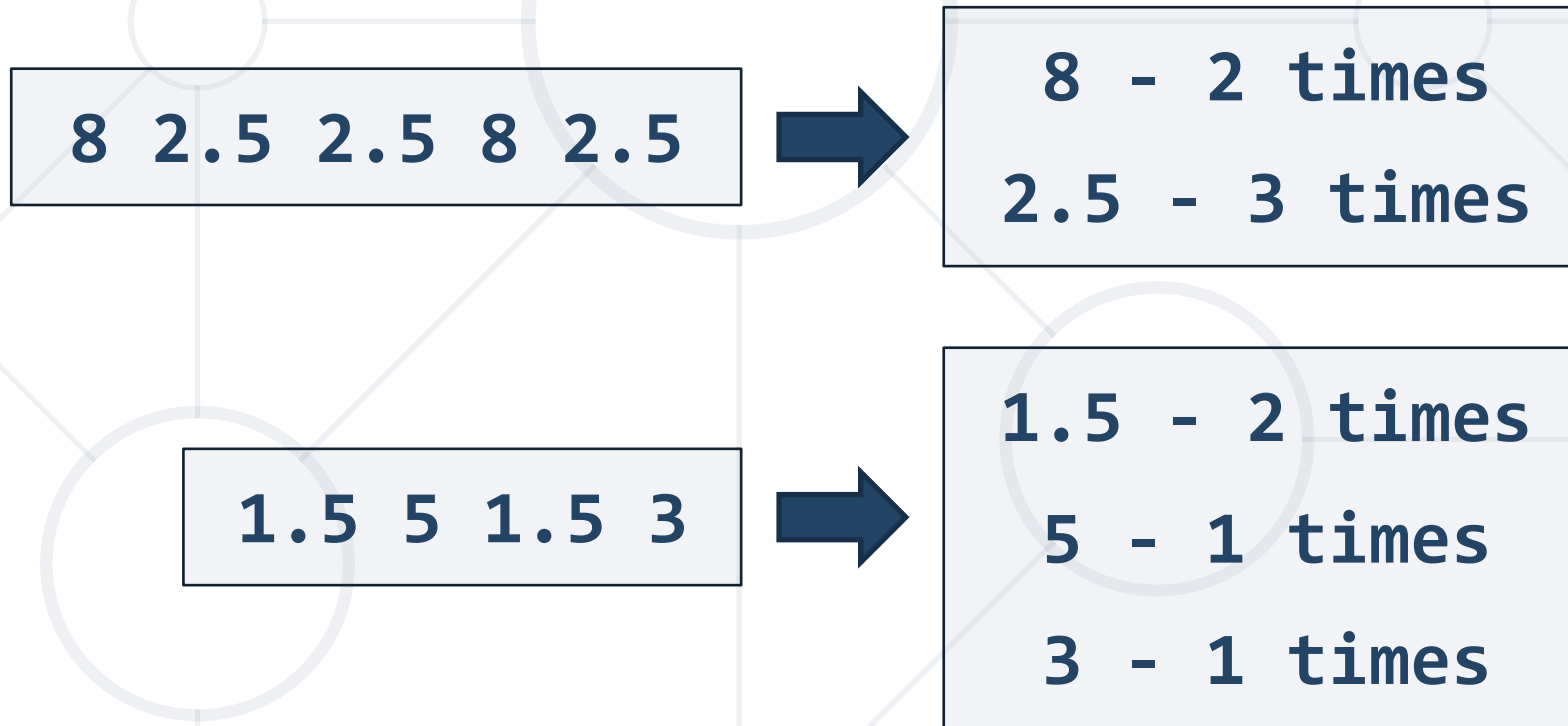 8 2.5 2.5 8 2.5
8 - 2 times
2.5 - 3 times
1.5 5 1.5 3
1.5 - 2 times
5 - 1 times
3 - 1 times